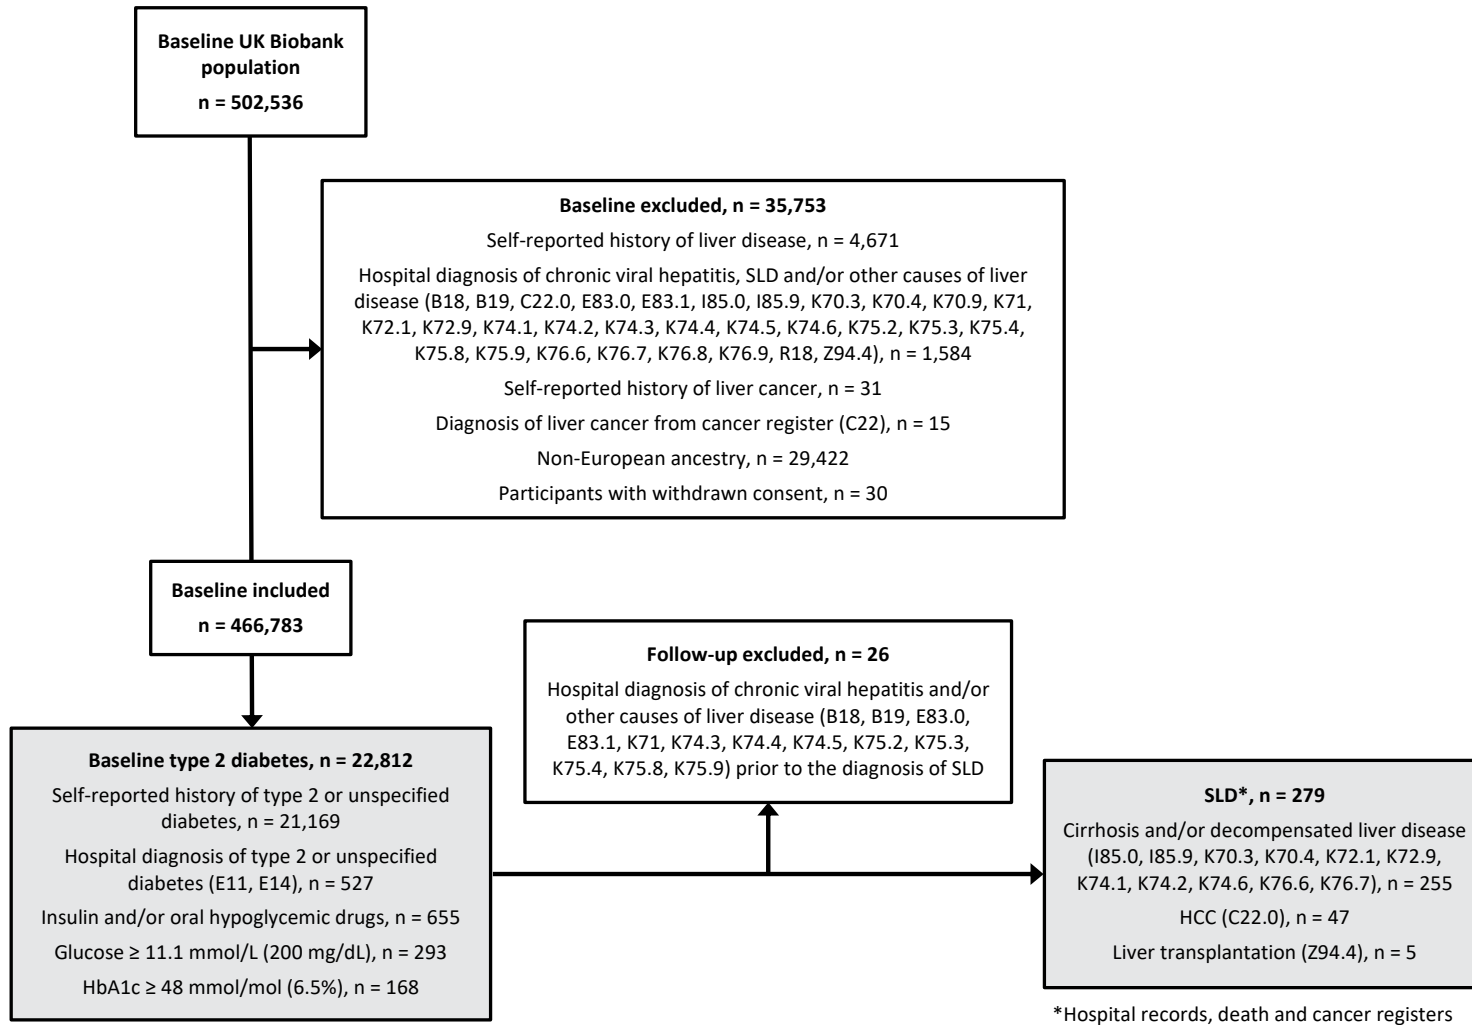 Baseline UK Biobank
population
n = 502,536
Baseline excluded, n = 35,753
Self-reported history of liver disease, n = 4,671
Hospital diagnosis of chronic viral hepatitis, SLD and/or other causes of liver
disease (B18, B19, C22.0, E83.0, E83.1, I85.0, I85.9, K70.3, K70.4, K70.9, K71,
K72.1, K72.9, K74.1, K74.2, K74.3, K74.4, K74.5, K74.6, K75.2, K75.3, K75.4,
K75.8, K75.9, K76.6, K76.7, K76.8, K76.9, R18, Z94.4), n = 1,584
Self-reported history of liver cancer, n = 31
Diagnosis of liver cancer from cancer register (C22), n = 15
Non-European ancestry, n = 29,422
Participants with withdrawn consent, n = 30
Baseline included
n = 466,783
Follow-up excluded, n = 26
Hospital diagnosis of chronic viral hepatitis and/or
other causes of liver disease (B18, B19, E83.0,
E83.1, K71, K74.3, K74.4, K74.5, K75.2, K75.3,
K75.4, K75.8, K75.9) prior to the diagnosis of SLD
Baseline type 2 diabetes, n = 22,812
Self-reported history of type 2 or unspecified
diabetes, n = 21,169
Hospital diagnosis of type 2 or unspecified
diabetes (E11, E14), n = 527
Insulin and/or oral hypoglycemic drugs, n = 655
Glucose ≥ 11.1 mmol/L (200 mg/dL), n = 293
HbA1c ≥ 48 mmol/mol (6.5%), n = 168
SLD*, n = 279
Cirrhosis and/or decompensated liver disease
(I85.0, I85.9, K70.3, K70.4, K72.1, K72.9,
K74.1, K74.2, K74.6, K76.6, K76.7), n = 255
HCC (C22.0), n = 47
Liver transplantation (Z94.4), n = 5
*Hospital records, death and cancer registers